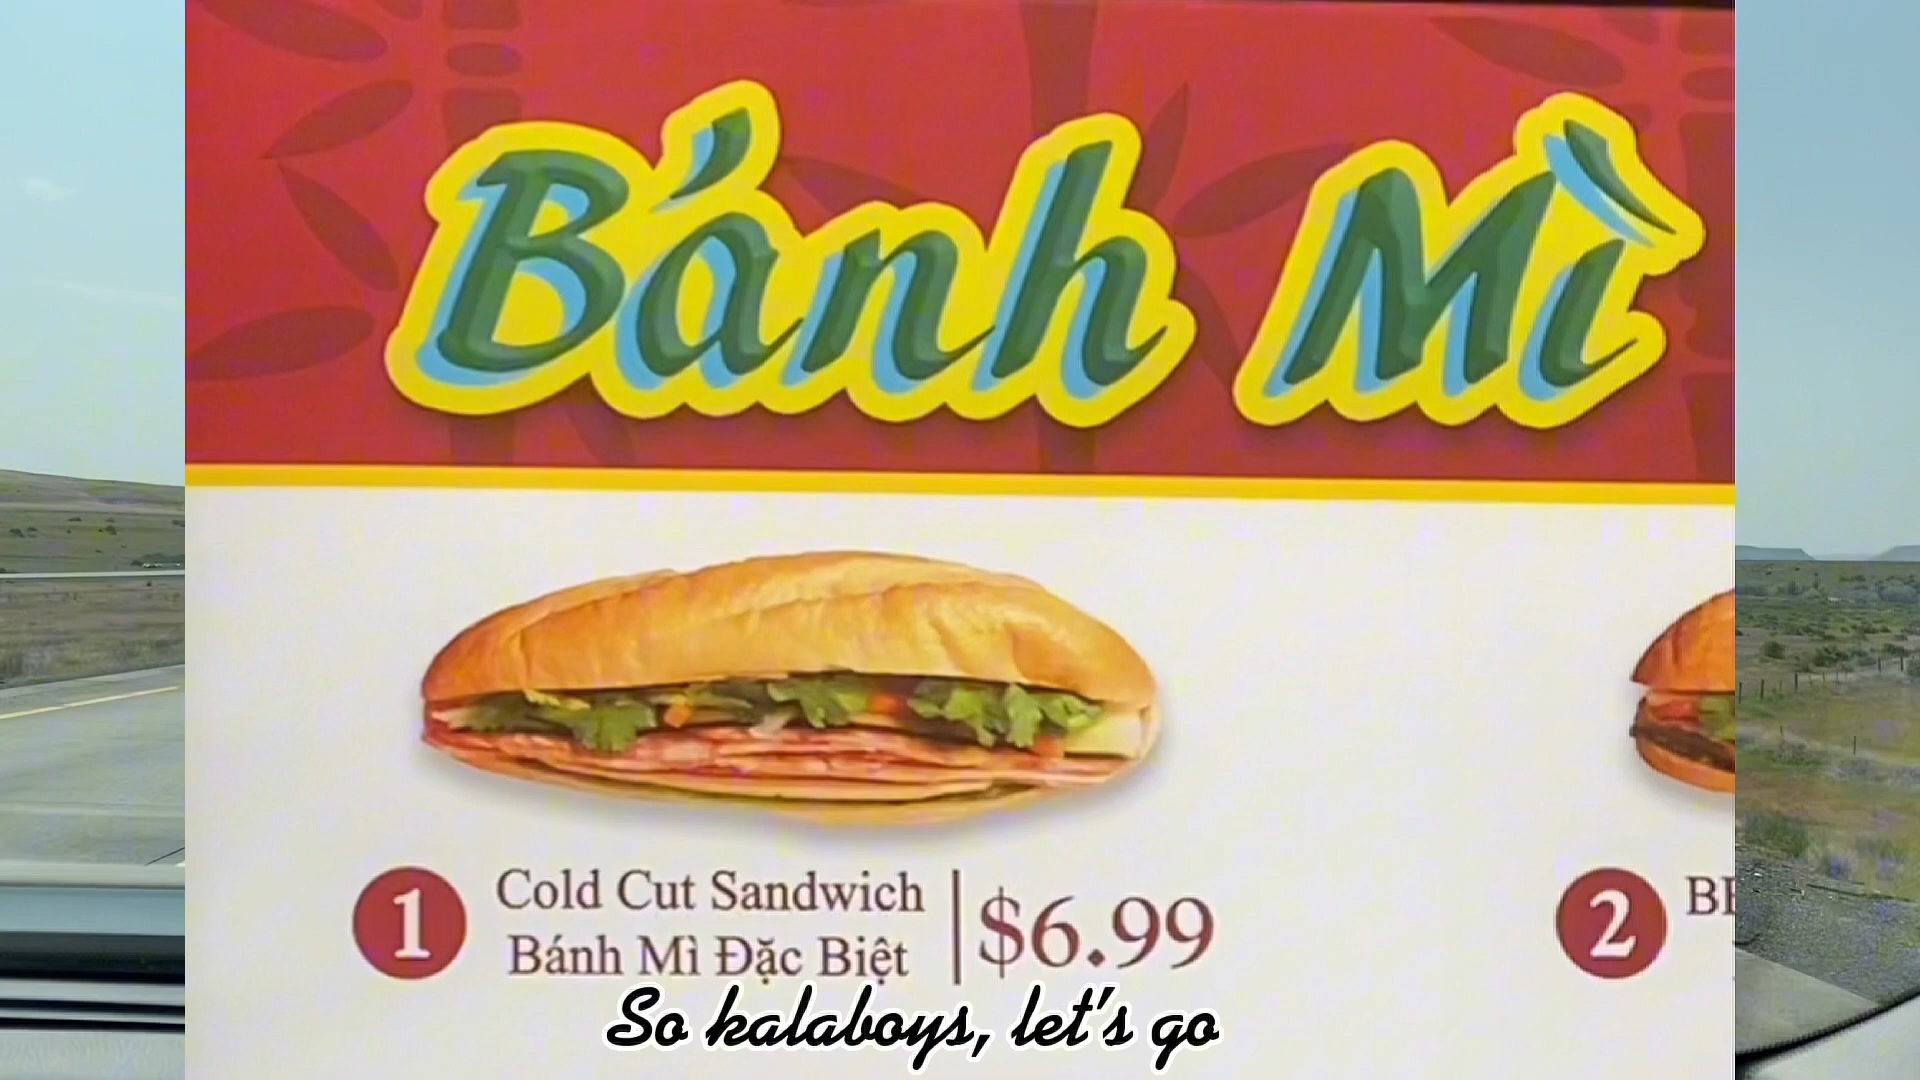 Bánh Mì
1
Cold Cut Sandwich
Bánh Mì Đặc Biệt
$6.99
2
So kalaboys, let's go